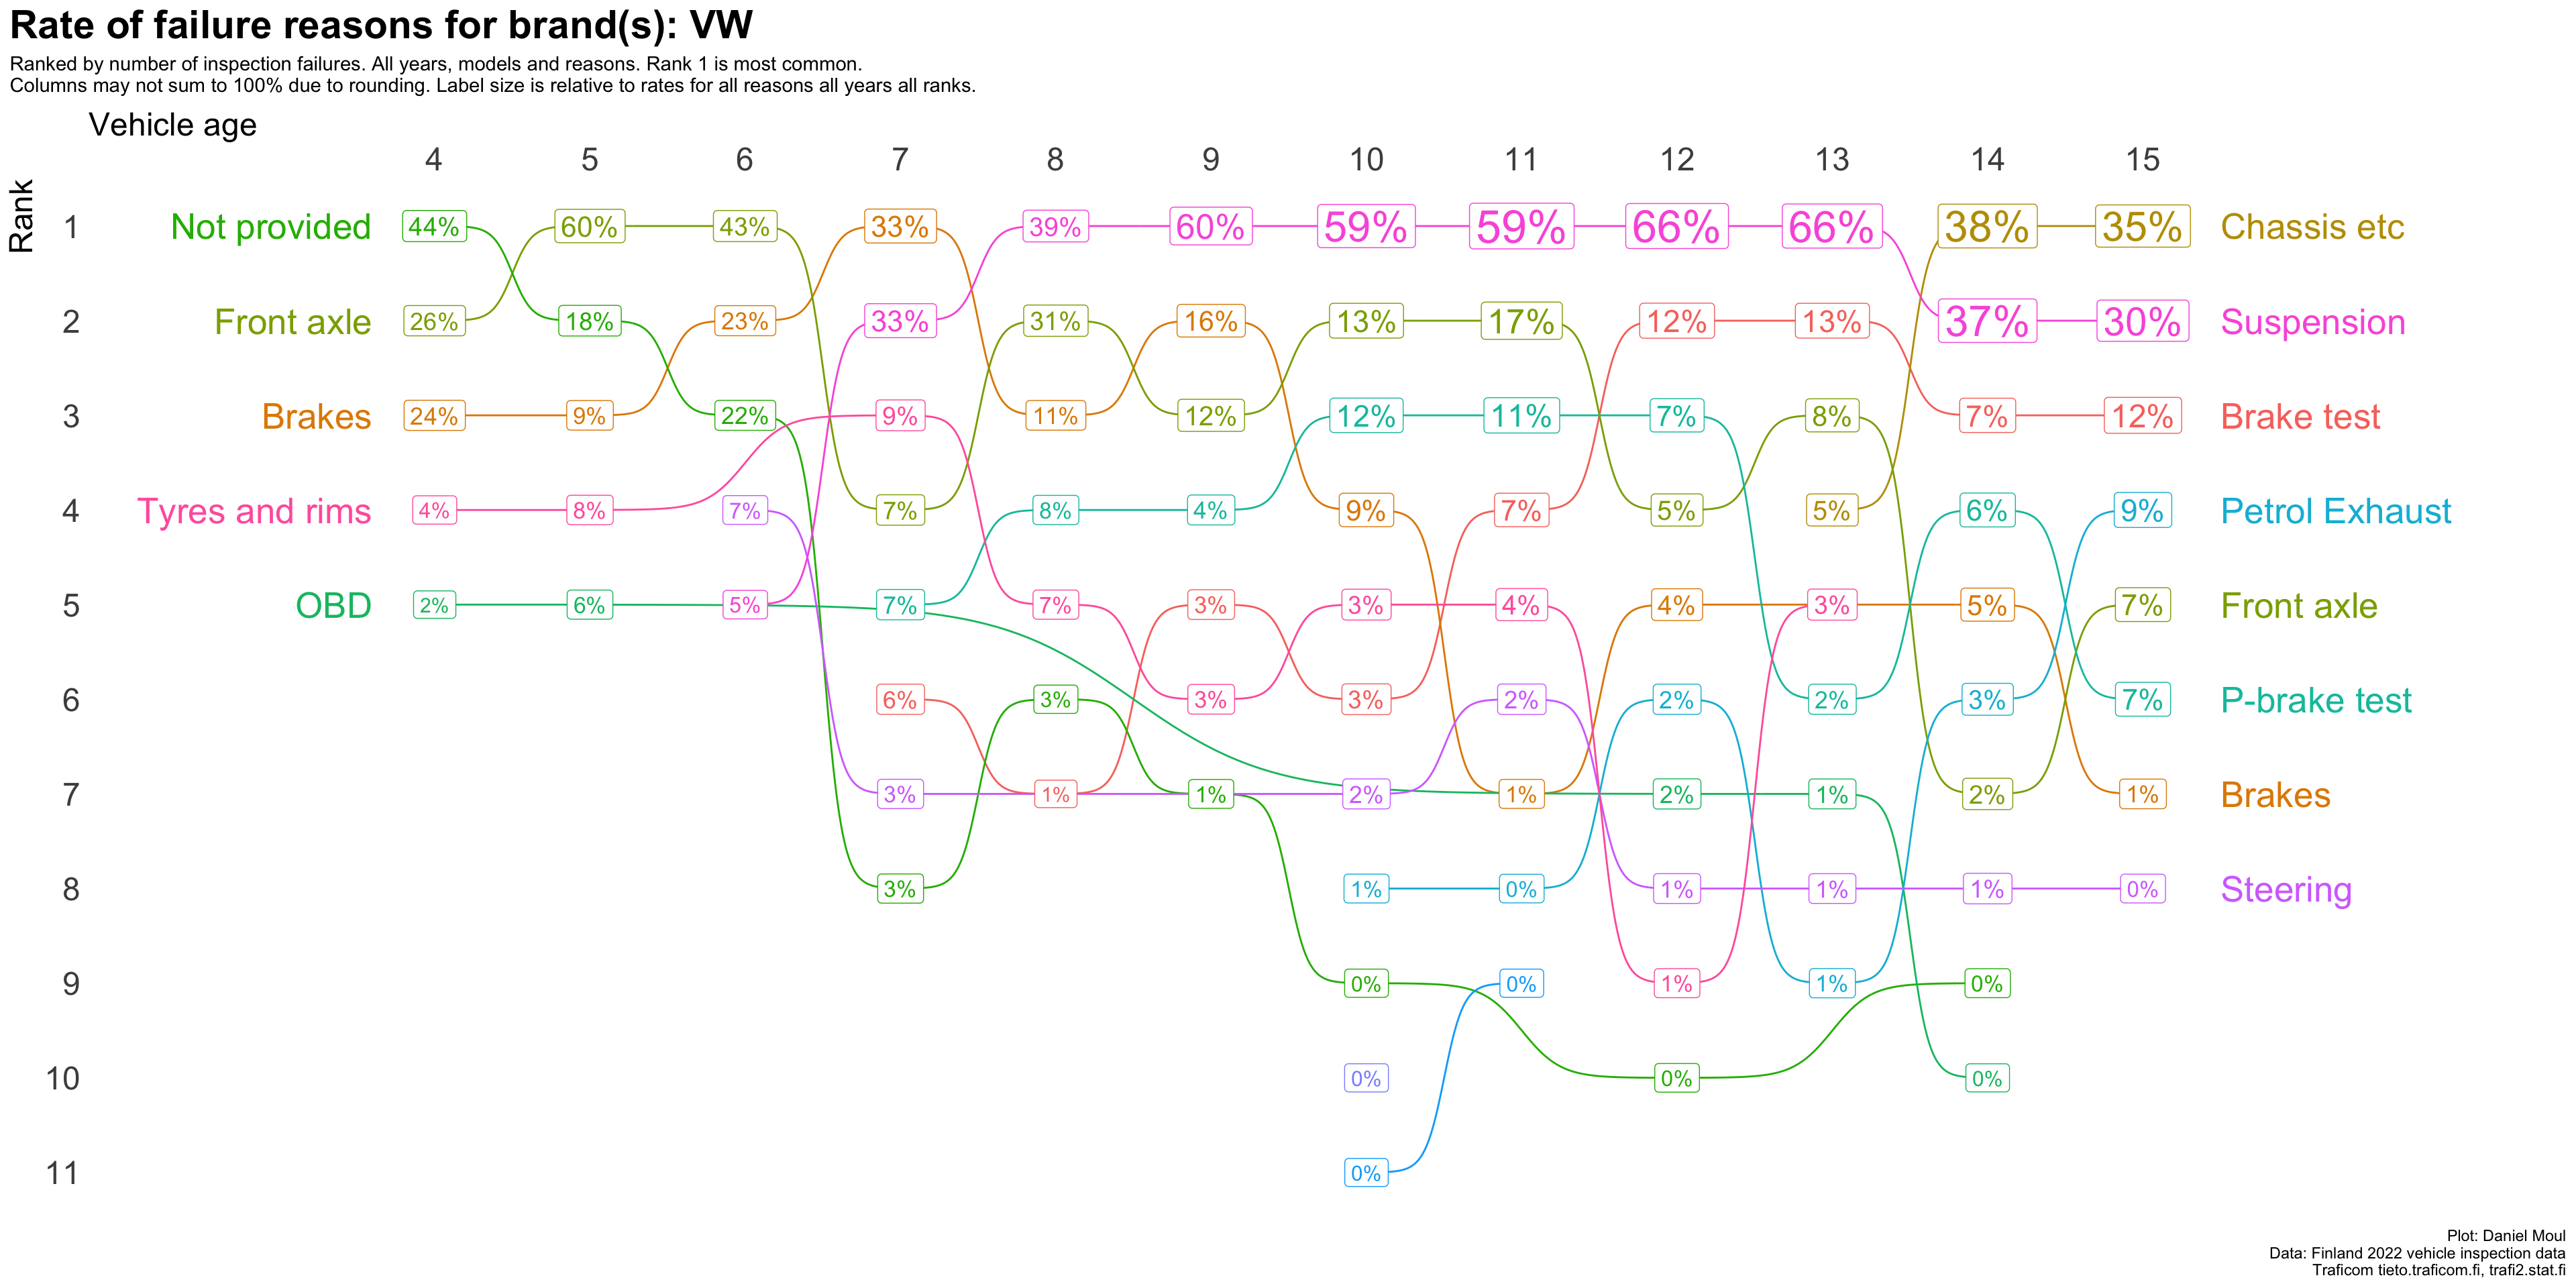 Rate of failure reasons for brand(s): VW
Ranked by number of inspection failures. All years, models and reasons. Rank 1 is most common.
Columns may not sum to 100% due to rounding. Label size is relative to rates for all reasons all years all ranks.
Vehicle age
4 5 6 7 8 9 10 11 12 13 14 15
Rank
1 Not provided 44% 60% 43% 33% 39% 60% 59% 59% 66% 66% 38% 35% Chassis etc
2 Front axle 26% 18% 23% 33% 31% 16% 13% 17% 12% 13% 37% 30% Suspension
3 Brakes 24% 9% 22% 9% 11% 12% 12% 11% 7% 8% 7% 12% Brake test
4 Tyres and rims 4% 8% 7% 7% 8% 4% 9% 7% 5% 5% 6% 9% Petrol Exhaust
5 OBD 2% 6% 5% 7% 7% 3% 3% 4% 4% 3% 5% 7% Front axle
6 6% 3% 3% 3% 2% 2% 2% 3% 7% P-brake test
7 3% 1% 1% 2% 1% 2% 1% 2% 1% Brakes
8 3% 1% 0% 1% 1% 1% 0% Steering
9 0% 0% 1% 1% 0%
10 0% 0% 0%
11 0%
Plot: Daniel Moul
Data: Finland 2022 vehicle inspection data
Traficom tieto.traficom.fi, trafi2.stat.fi